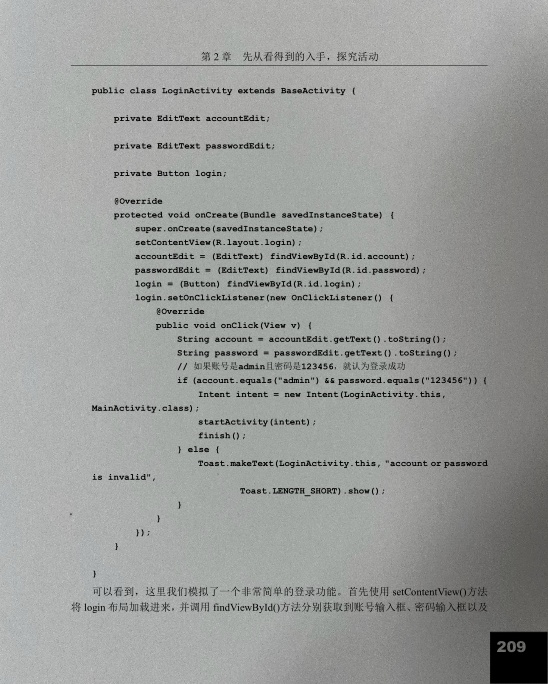 第 2 章 先从看得到的入手，探究活动
public class LoginActivity extends BaseActivity {
private EditText accountEdit;
private EditText passwordEdit;
private Button login;
@Override
protected void onCreate(Bundle savedInstanceState) {
super.onCreate(savedInstanceState);
setContentView(R.layout.login);
accountEdit = (EditText) findViewById(R.id.account);
passwordEdit = (EditText) findViewById(R.id.password);
login = (Button) findViewById(R.id.login);
login.setOnClickListener(new OnClickListener() {
@Override
public void onClick(View v) {
String account = accountEdit.getText().toString();
String password = passwordEdit.getText().toString();
// 如果账号是admin且密码是123456，就认为登录成功
if (account.equals("admin") && password.equals("123456")) {
Intent intent = new Intent(LoginActivity.this,
MainActivity.class);
startActivity(intent);
finish();
} else {
Toast.makeText(LoginActivity.this, "account or password
is invalid",
Toast.LENGTH_SHORT).show();
}
}
});
}
}
可以看到，这里我们模拟了一个非常简单的登录功能。首先使用 setContentView()方法
将 login 布局加载进来，并调用 findViewById()方法分别获取到账号输入框、密码输入框以及
209